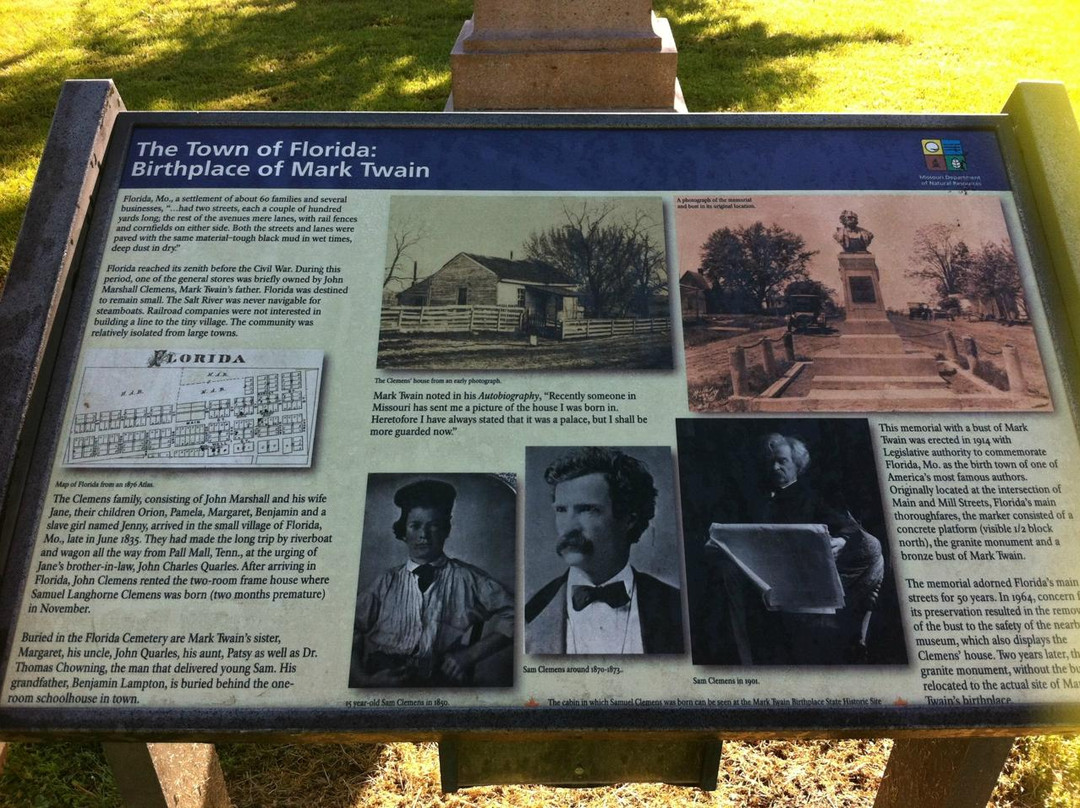 The Town of Florida:
Birthplace of Mark Twain
Missouri Department
of Natural Resources
Florida, Mo., a settlement of about 60 families and several
businesses, "...had two streets, each a couple of hundred
yards long; the rest of the avenues mere lanes, with rail fences
and cornfields on either side. Both the streets and lanes were
paved with the same material–tough black mud in wet times,
deep dust in dry."
Florida reached its zenith before the Civil War. During this
period, one of the general stores was briefly owned by John
Marshall Clemens, Mark Twain's father. Florida was destined
to remain small. The Salt River was never navigable for
steamboats. Railroad companies were not interested in
building a line to the tiny village. The community was
relatively isolated from large towns.
FLORIDA
Map of Florida from an 1876 Atlas.
The Clemens family, consisting of John Marshall and his wife
Jane, their children Orion, Pamela, Margaret, Benjamin and a
slave girl named Jenny, arrived in the small village of Florida,
Mo., late in June 1835. They had made the long trip by riverboat
and wagon all the way from Pall Mall, Tenn., at the urging of
Jane's brother-in-law, John Charles Quarles. After arriving in
Florida, John Clemens rented the two-room frame house where
Samuel Langhorne Clemens was born (two months premature)
in November.
Buried in the Florida Cemetery are Mark Twain's sister,
Margaret, his uncle, John Quarles, his aunt, Patsy as well as Dr.
Thomas Chowning, the man that delivered young Sam. His
grandfather, Benjamin Lampton, is buried behind the one-
room schoolhouse in town.
The Clemens' house from an early photograph.
Mark Twain noted in his Autobiography, "Recently someone in
Missouri has sent me a picture of the house I was born in.
Heretofore I have always stated that it was a palace, but I shall be
more guarded now."
15 year-old Sam Clemens in 1850.
Sam Clemens around 1870-1873.
Sam Clemens in 1901.
The cabin in which Samuel Clemens was born can be seen at the Mark Twain Birthplace State Historic Site
A photograph of the memorial
and bust in its original location.
This memorial with a bust of Mark
Twain was erected in 1914 with
Legislative authority to commemorate
Florida, Mo. as the birth town of one of
America's most famous authors.
Originally located at the intersection of
Main and Mill Streets, Florida's main
thoroughfares, the marker consisted of a
concrete platform (visible 1/2 block
north), the granite monument and a
bronze bust of Mark Twain.
The memorial adorned Florida's main
streets for 50 years. In 1964, concern
its preservation resulted in the
of the bust to the safety of the
museum, which also displays the
Clemens' house. Two years later,
granite monument, without the
relocated to the actual site of
Twain's birthplace.